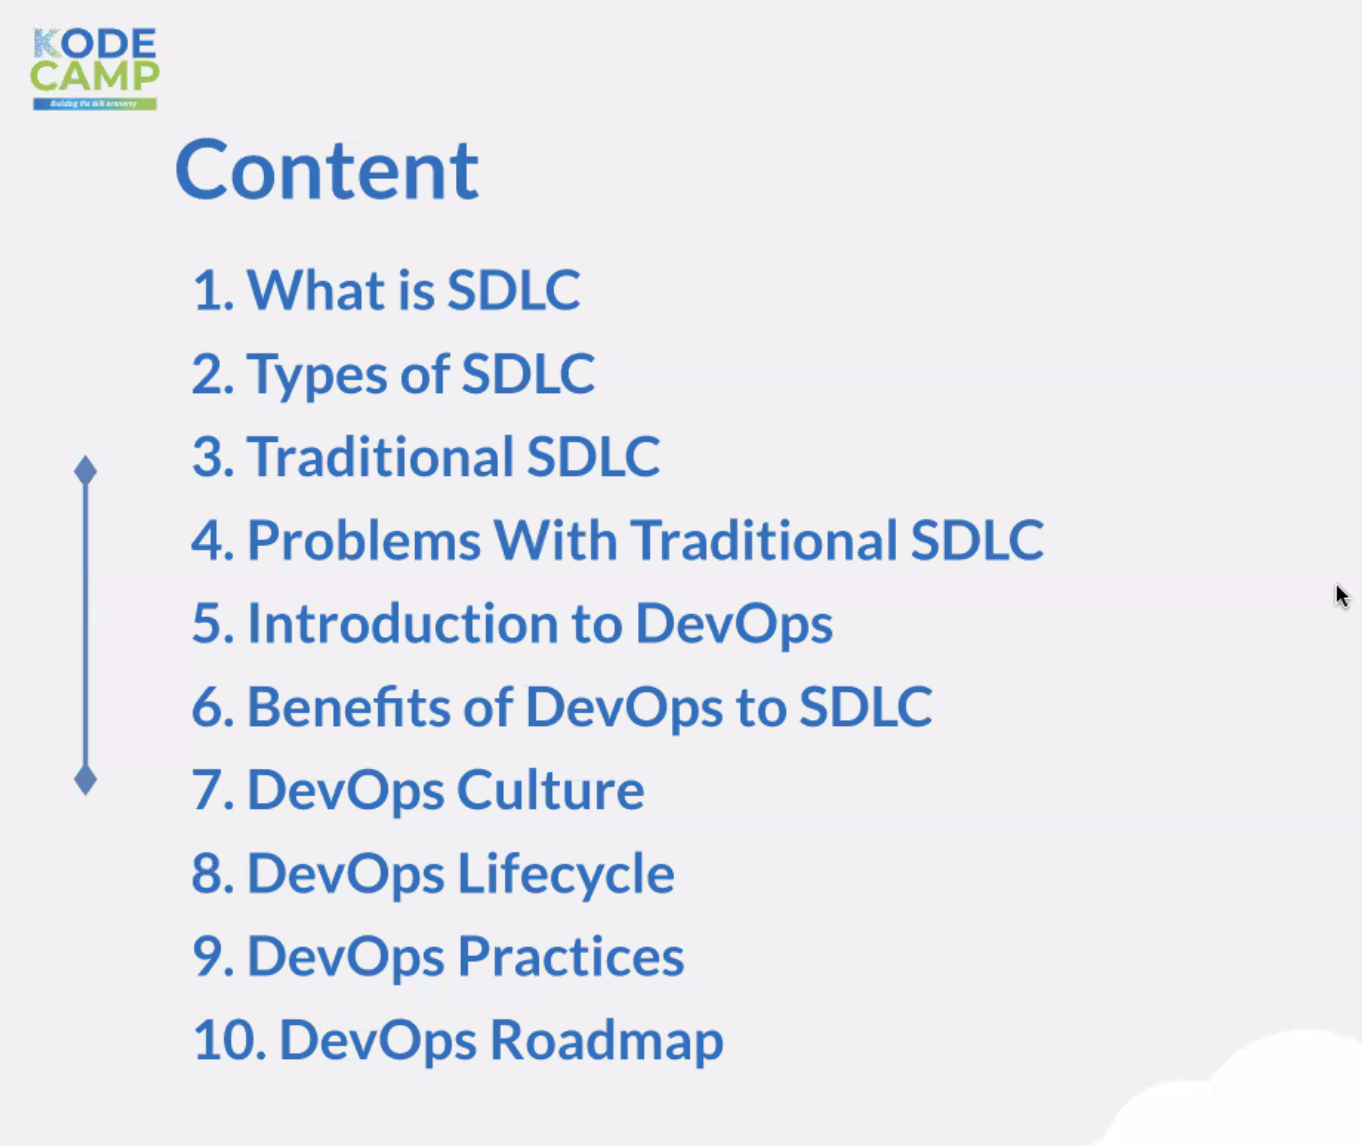 KODE
CAMP
Building the skills economy
Content
1. What is SDLC
2. Types of SDLC
3. Traditional SDLC
4. Problems With Traditional SDLC
5. Introduction to DevOps
6. Benefits of DevOps to SDLC
7. DevOps Culture
8. DevOps Lifecycle
9. DevOps Practices
10. DevOps Roadmap